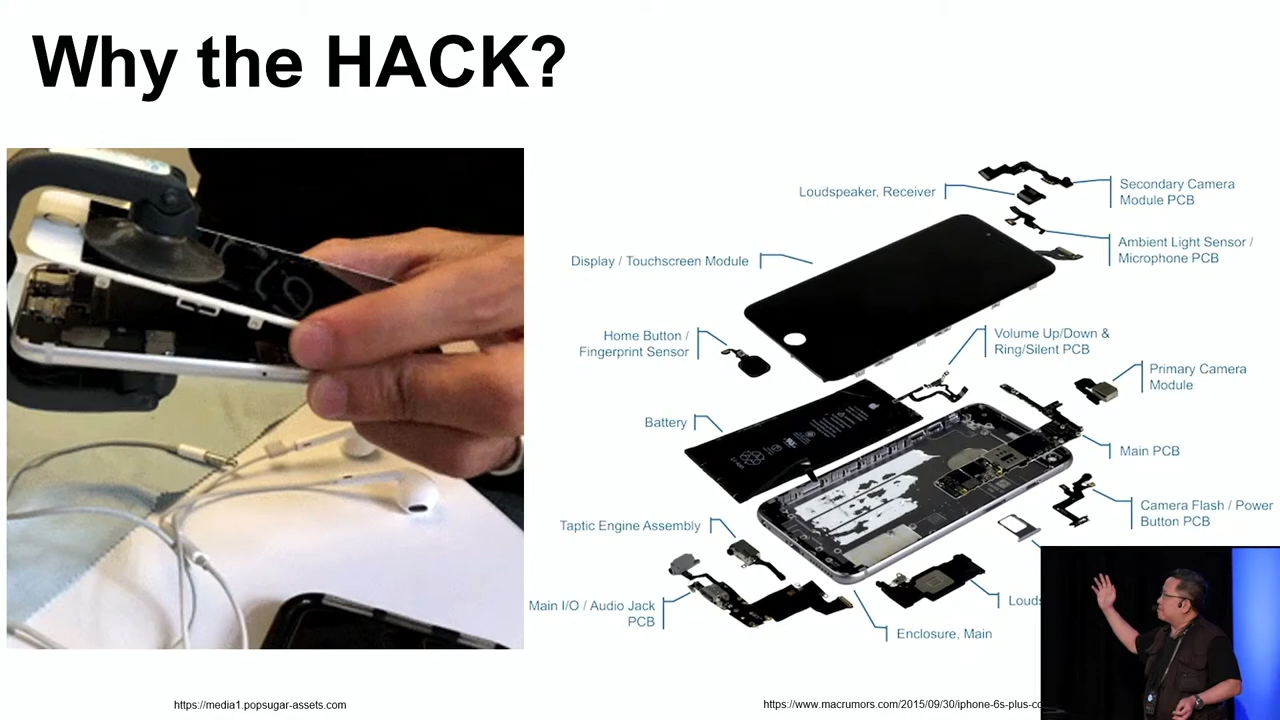 Why the HACK?
Loudspeaker, Receiver
Secondary Camera
Module PCB
Ambient Light Sensor /
Microphone PCB
Display / Touchscreen Module
Home Button /
Fingerprint Sensor
Volume Up/Down &
Ring/Silent PCB
Primary Camera
Module
Battery
Main PCB
Camera Flash / Power
Button PCB
Taptic Engine Assembly
Main I/O / Audio Jack
PCB
Louds
Enclosure, Main
https://media1.popsugar-assets.com
https://www.macrumors.com/2015/09/30/iphone-6s-plus-co